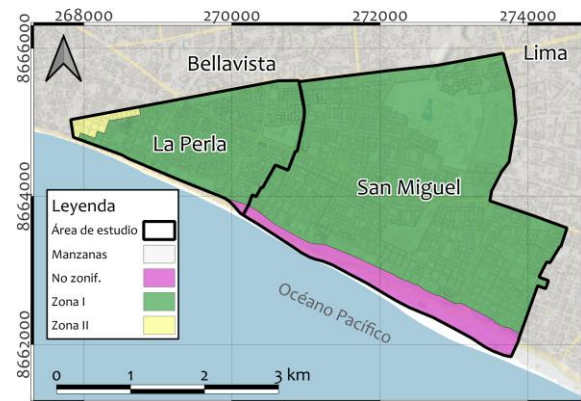 268000 270000 272000 274000
8666000
Bellavista
Lima
La Perla
San Miguel
8664000
Leyenda
Área de estudio
Manzanas
No zonif.
Zona I
Zona II
Océano Pacífico
8662000
0 1 2 3 km